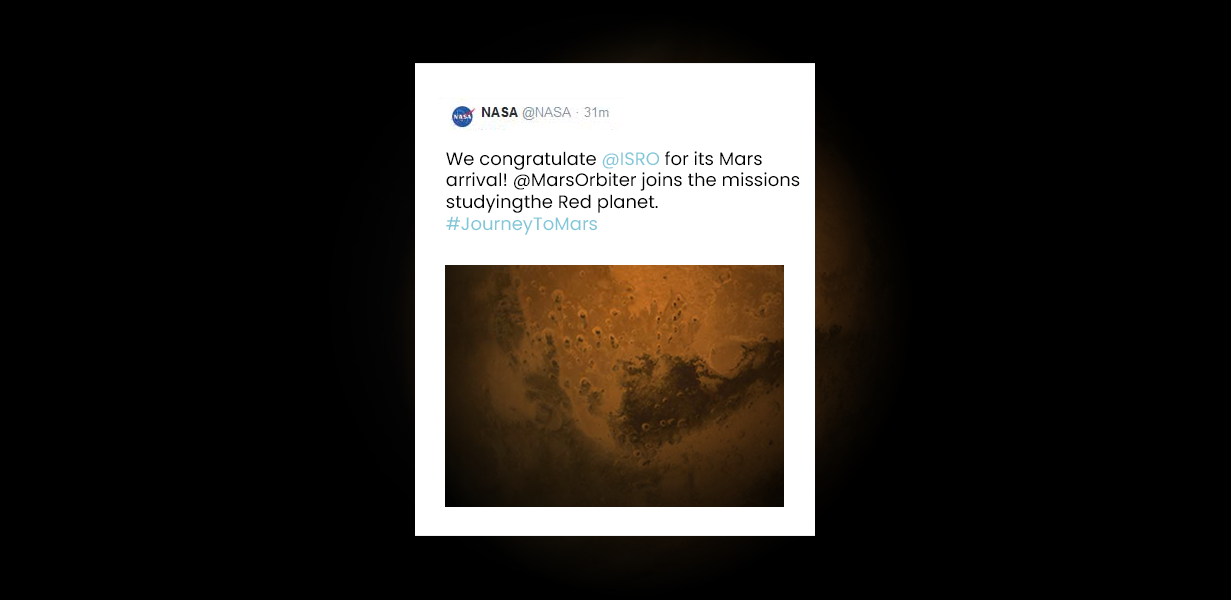 NASA
NASA @NASA · 31m
We congratulate @ISRO for its Mars
arrival! @MarsOrbiter joins the missions
studyingthe Red planet.
#JourneyToMars